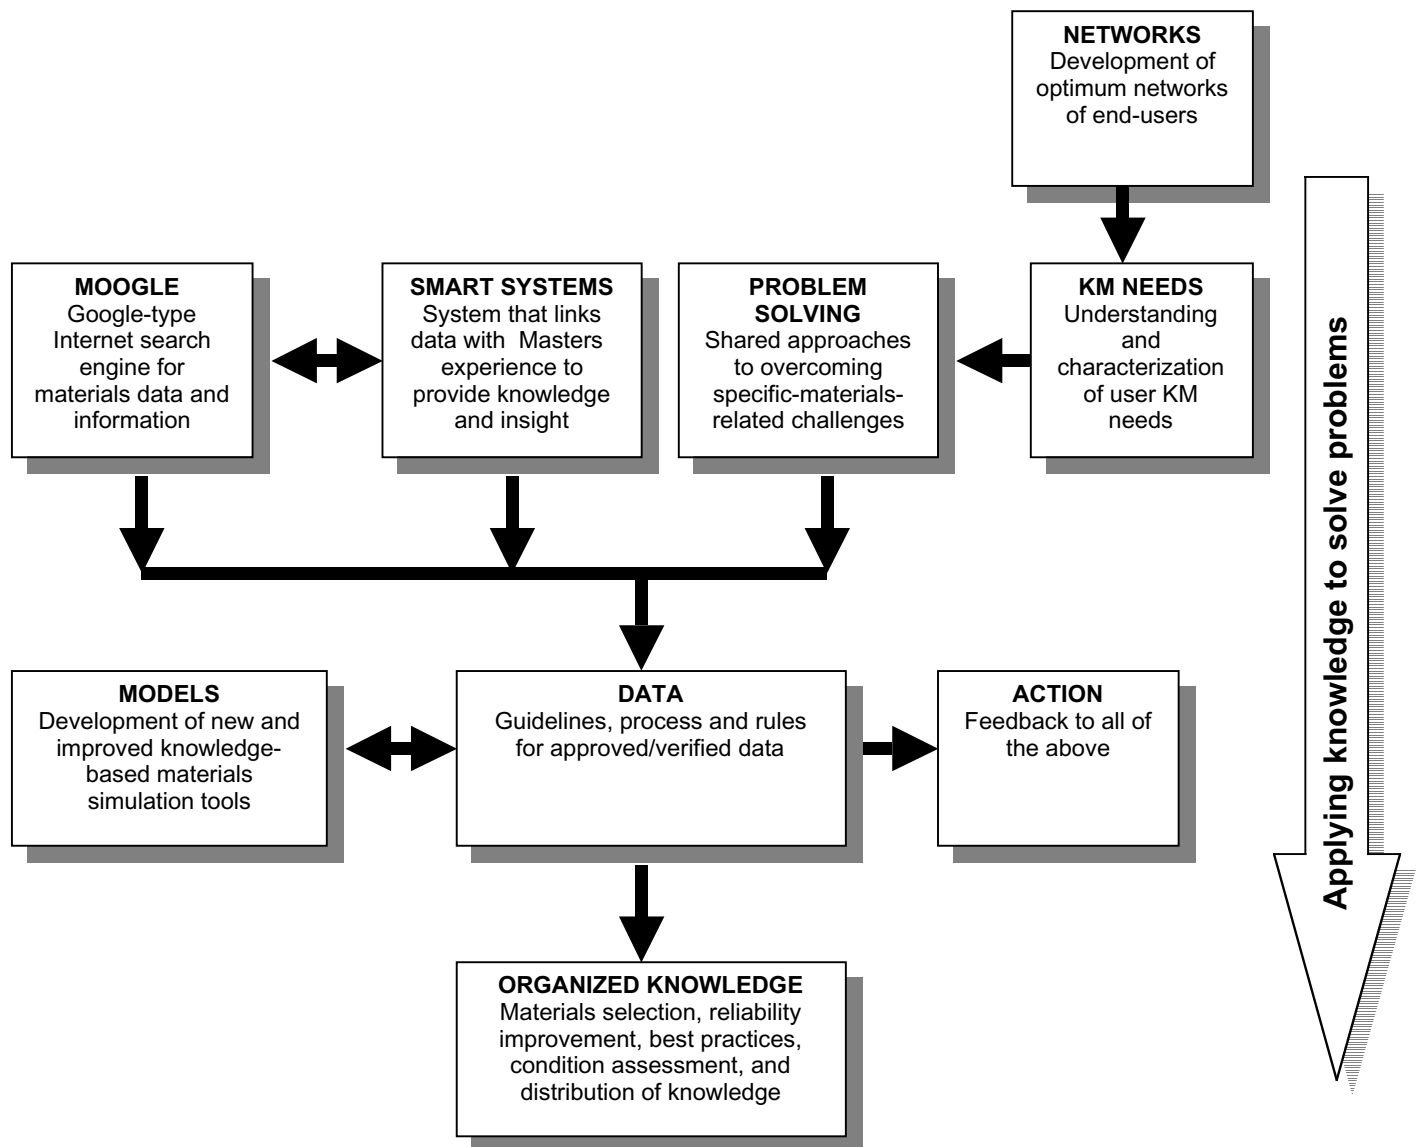 NETWORKS
Development of
optimum networks
of end-users
MOOGLE
Google-type
Internet search
engine for
materials data and
information
SMART SYSTEMS
System that links
data with Masters
experience to
provide knowledge
and insight
PROBLEM
SOLVING
Shared approaches
to overcoming
specific-materials-
related challenges
KM NEEDS
Understanding
and
characterization
of user KM
needs
MODELS
Development of new and
improved knowledge-
based materials
simulation tools
DATA
Guidelines, process and rules
for approved/verified data
ACTION
Feedback to all of
the above
ORGANIZED KNOWLEDGE
Materials selection, reliability
improvement, best practices,
condition assessment, and
distribution of knowledge
Applying knowledge to solve problems